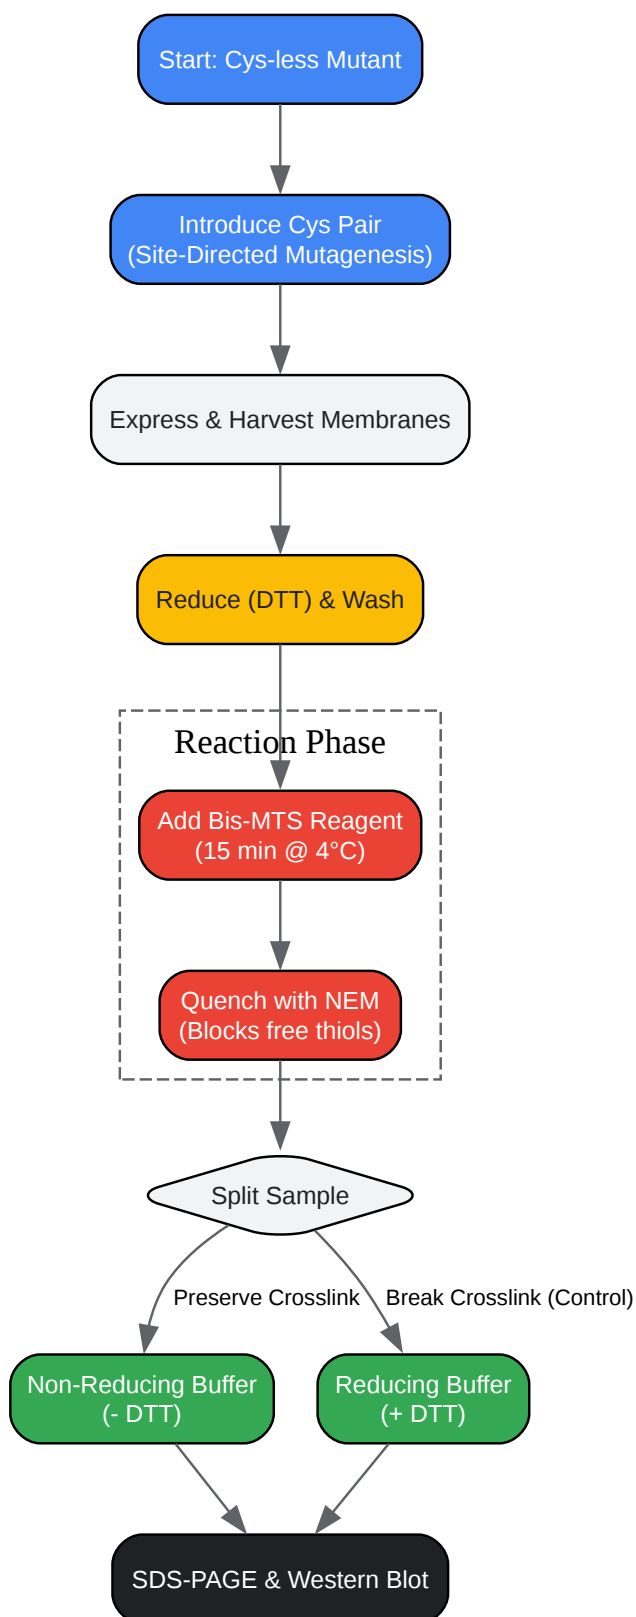 Start: Cys-less Mutant
Introduce Cys Pair
(Site-Directed Mutagenesis)
Express & Harvest Membranes
Reduce (DTT) & Wash
Reaction Phase
Add Bis-MTS Reagent
(15 min @ 4°C)
Quench with NEM
(Blocks free thiols)
Split Sample
Preserve Crosslink
Break Crosslink (Control)
Non-Reducing Buffer
(- DTT)
Reducing Buffer
(+ DTT)
SDS-PAGE & Western Blot